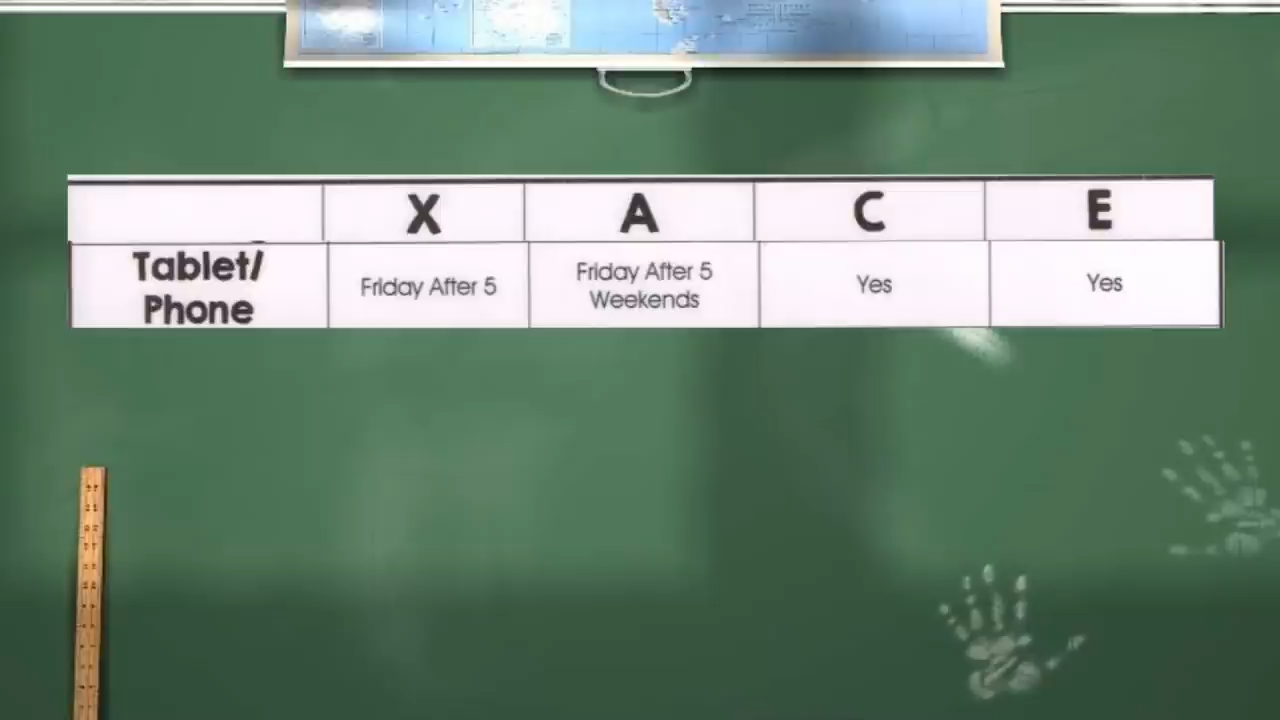 X A C E
Tablet/
Phone
Friday After 5
Friday After 5
Weekends
Yes
Yes